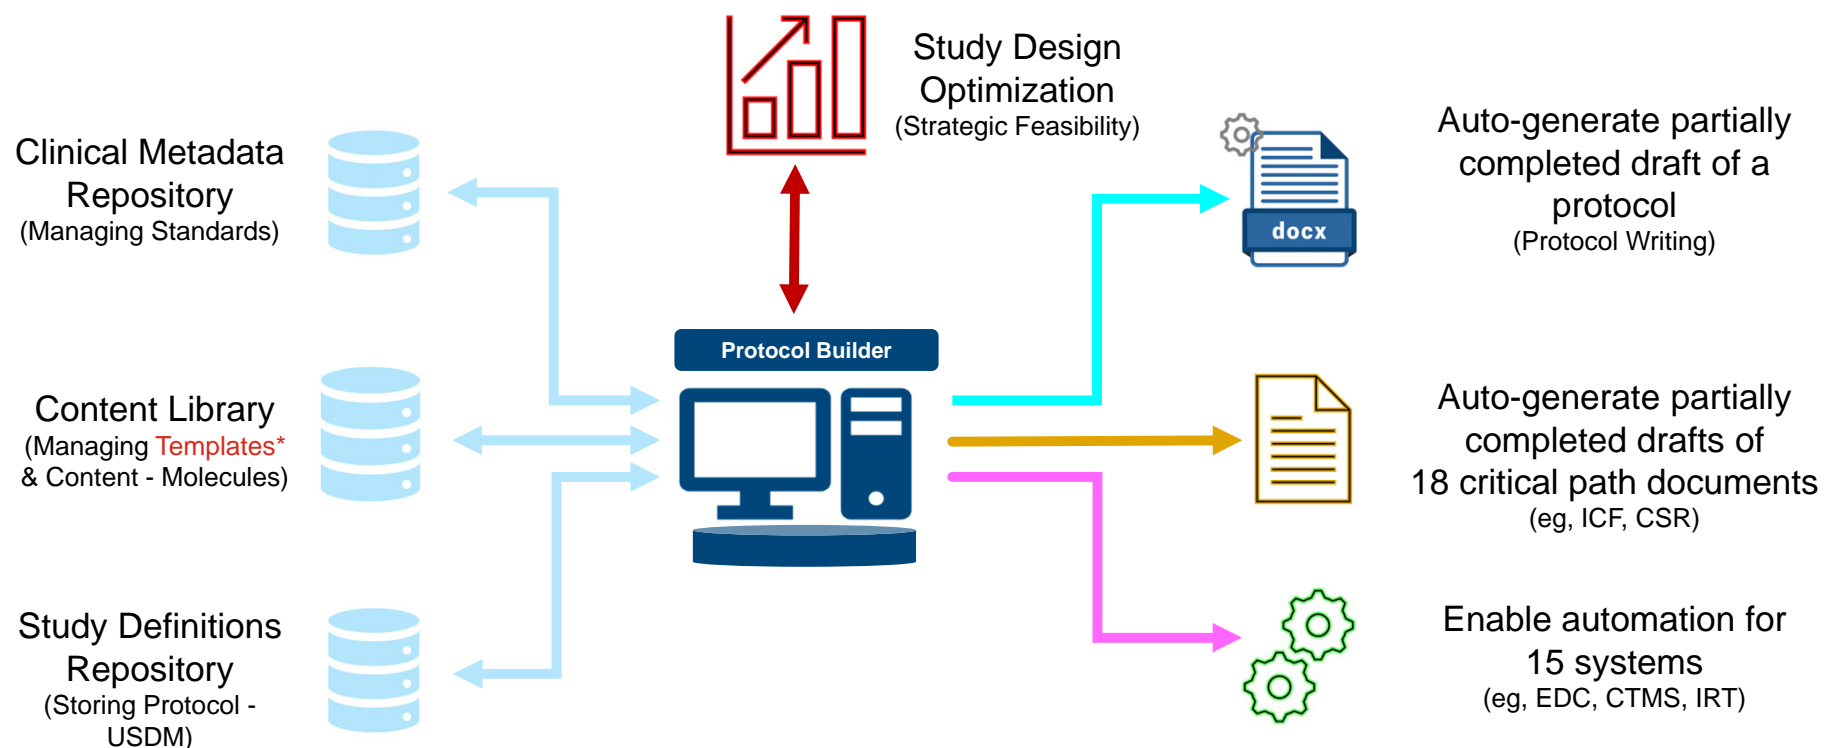 Study Design
Optimization
(Strategic Feasibility)
Clinical Metadata
Repository
(Managing Standards)
Content Library
(Managing Templates*
& Content - Molecules)
Study Definitions
Repository
(Storing Protocol -
USDM)
Protocol Builder
docx
Auto-generate partially
completed draft of a
protocol
(Protocol Writing)
Auto-generate partially
completed drafts of
18 critical path documents
(eg, ICF, CSR)
Enable automation for
15 systems
(eg, EDC, CTMS, IRT)